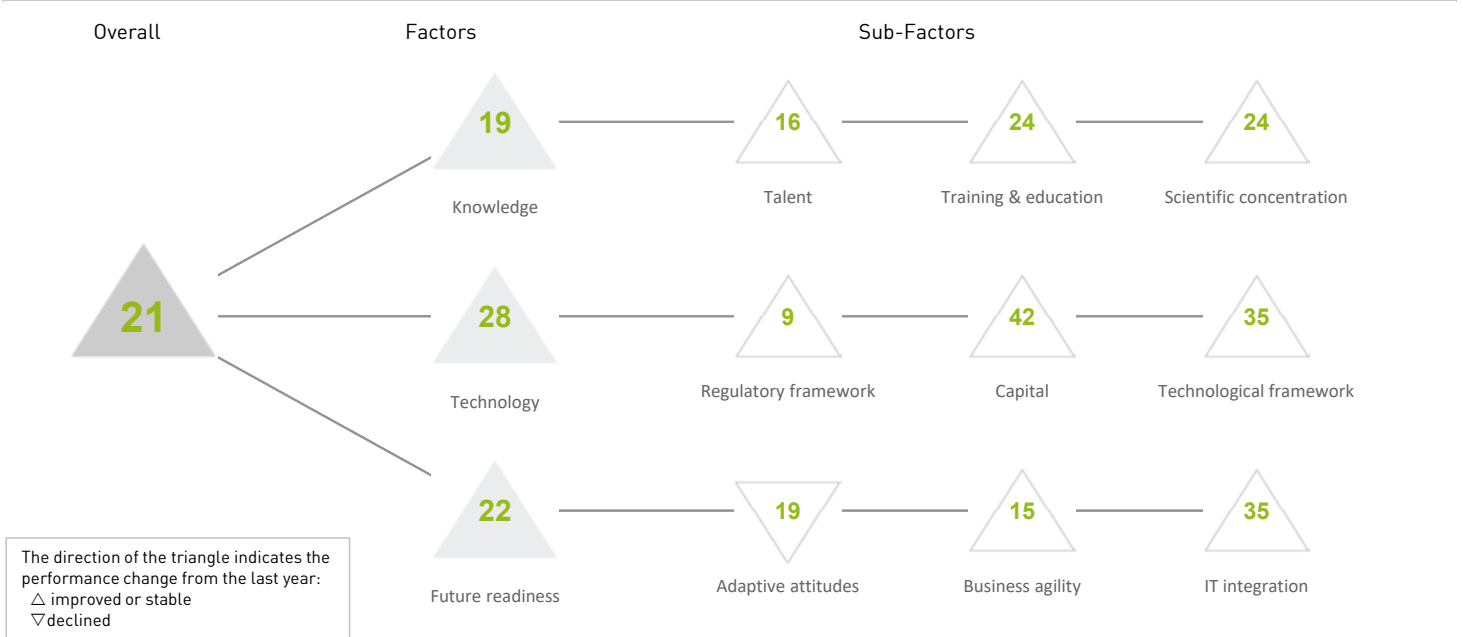 Overall Factors Sub-Factors
19 16 24 24
Knowledge Talent Training & education Scientific concentration
21
28 9 42 35
Technology Regulatory framework Capital Technological framework
22 19 15 35
Future readiness Adaptive attitudes Business agility IT integration
The direction of the triangle indicates the
performance change from the last year:
△ improved or stable
▽ declined